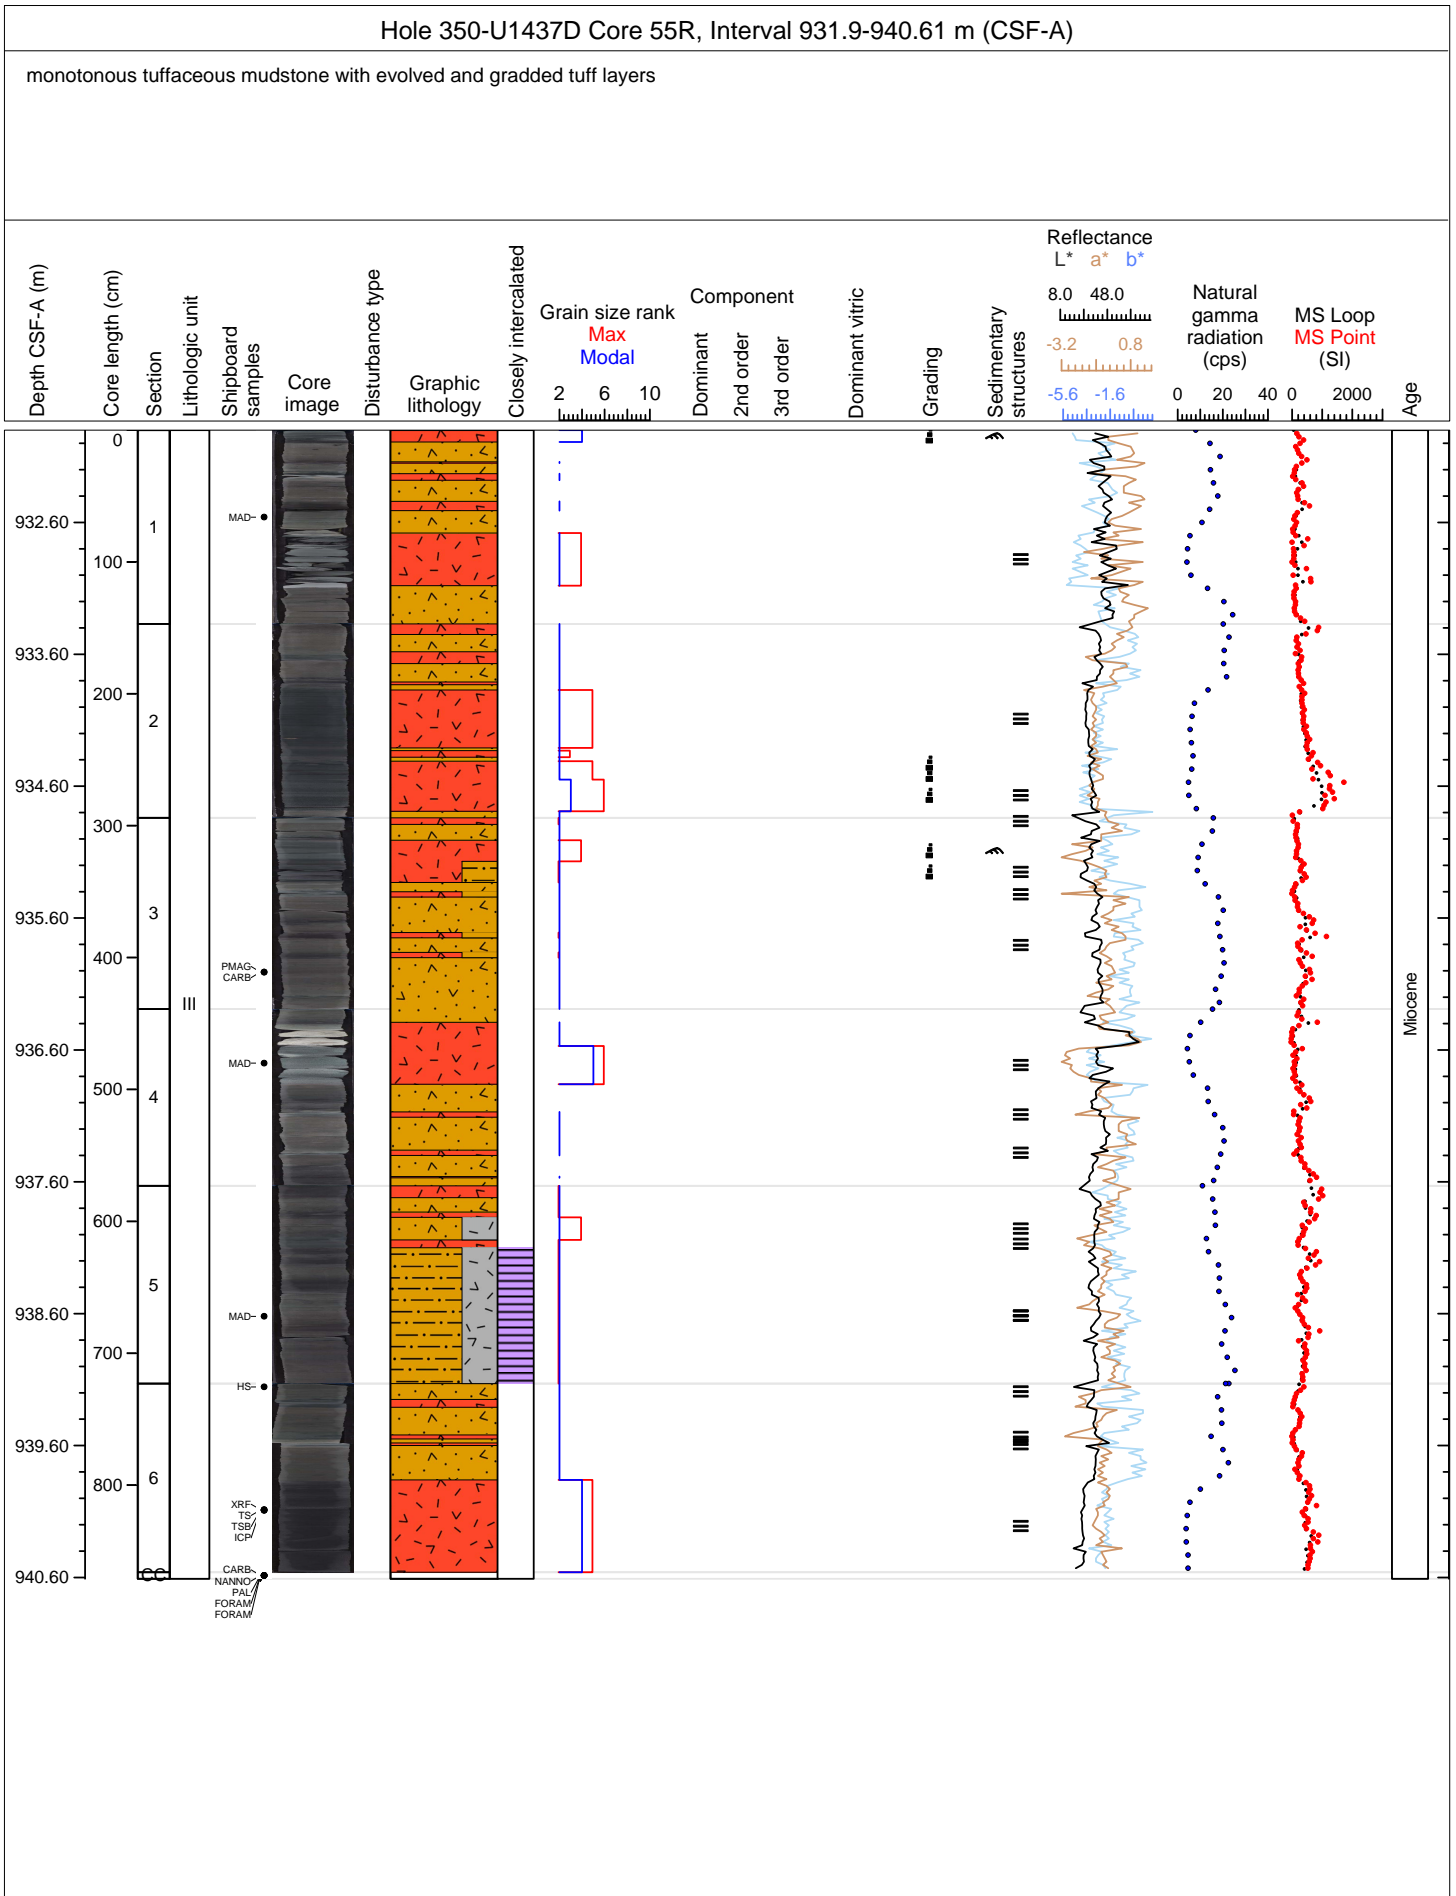 Hole 350-U1437D Core 55R, Interval 931.9-940.61 m (CSF-A)
monotonous tuffaceous mudstone with evolved and gradded tuff layers
Depth CSF-A (m)
Core length (cm)
Section
Lithologic unit
Shipboard
samples
Core
image
Disturbance type
Graphic
lithology
Closely intercalated
Grain size rank
Max
Modal
2 6 10
Component
Dominant
2nd order
3rd order
Dominant vitric
Grading
Sedimentary
structures
Reflectance
L* a* b*
8.0 48.0
-3.2 0.8
-5.6 -1.6
Natural
gamma
radiation
(cps)
0 20 40
MS Loop
MS Point
(SI)
0 2000
Age
0
932.60
1
MAD
100
933.60
200
2
934.60
300
3
935.60
400
PMAG
CARB
III
Miocene
936.60
MAD
500
4
937.60
600
5
938.60
MAD
700
HS
939.60
6
800
XRF
TS
TSB
ICP
940.60
CC
CARB
NANNO
PAL
FORAM
FORAM